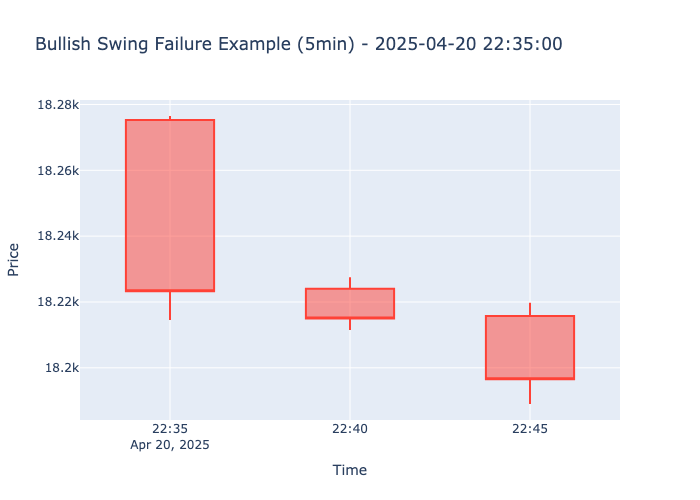 Bullish Swing Failure Example (5min) - 2025-04-20 22:35:00
18.28k
18.26k
18.24k
18.22k
18.2k
Price
22:35
Apr 20, 2025
22:40
22:45
Time